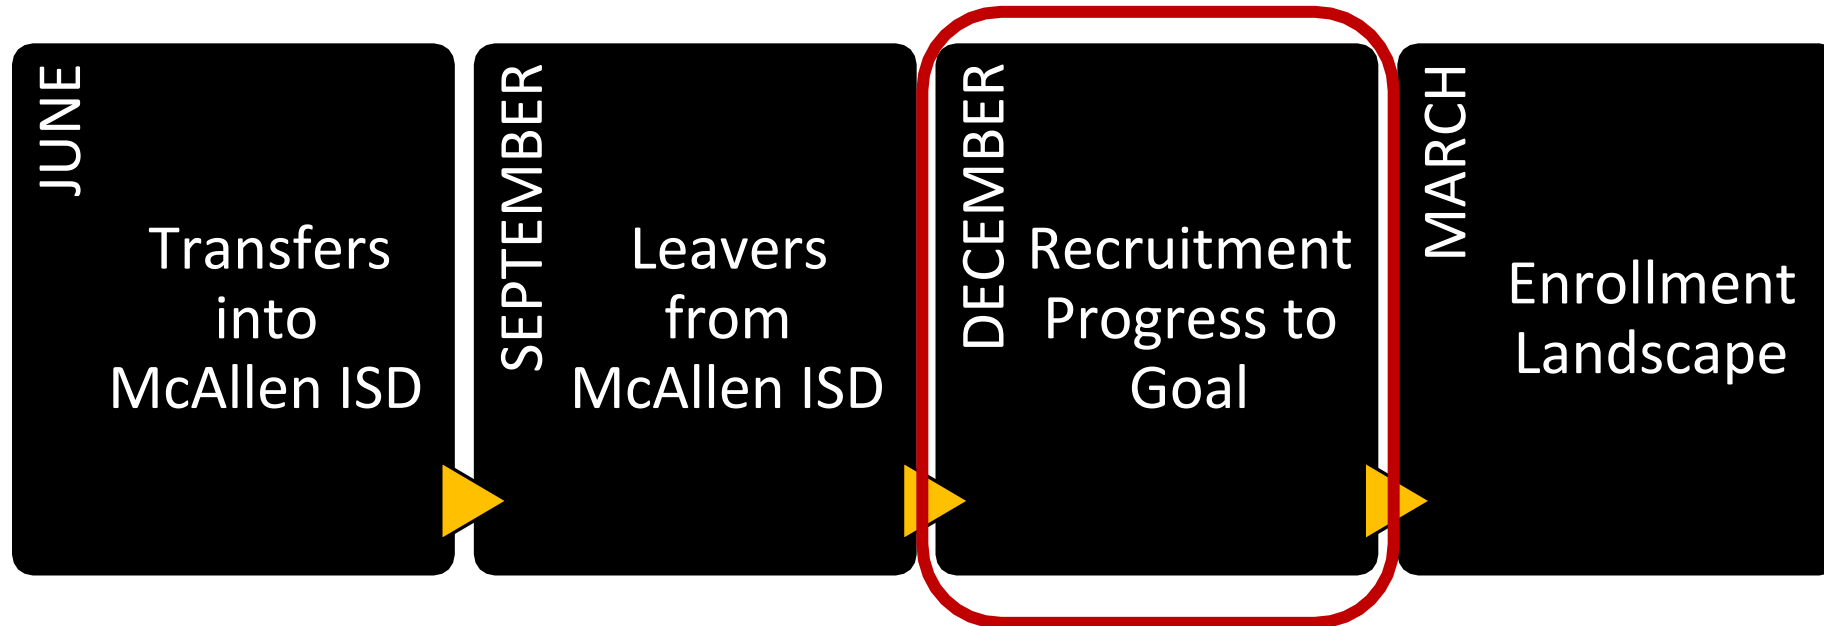 JUNE
Transfers
into
McAllen ISD
SEPTEMBER
Leavers
from
McAllen ISD
DECEMBER
Recruitment
Progress to
Goal
MARCH
Enrollment
Landscape